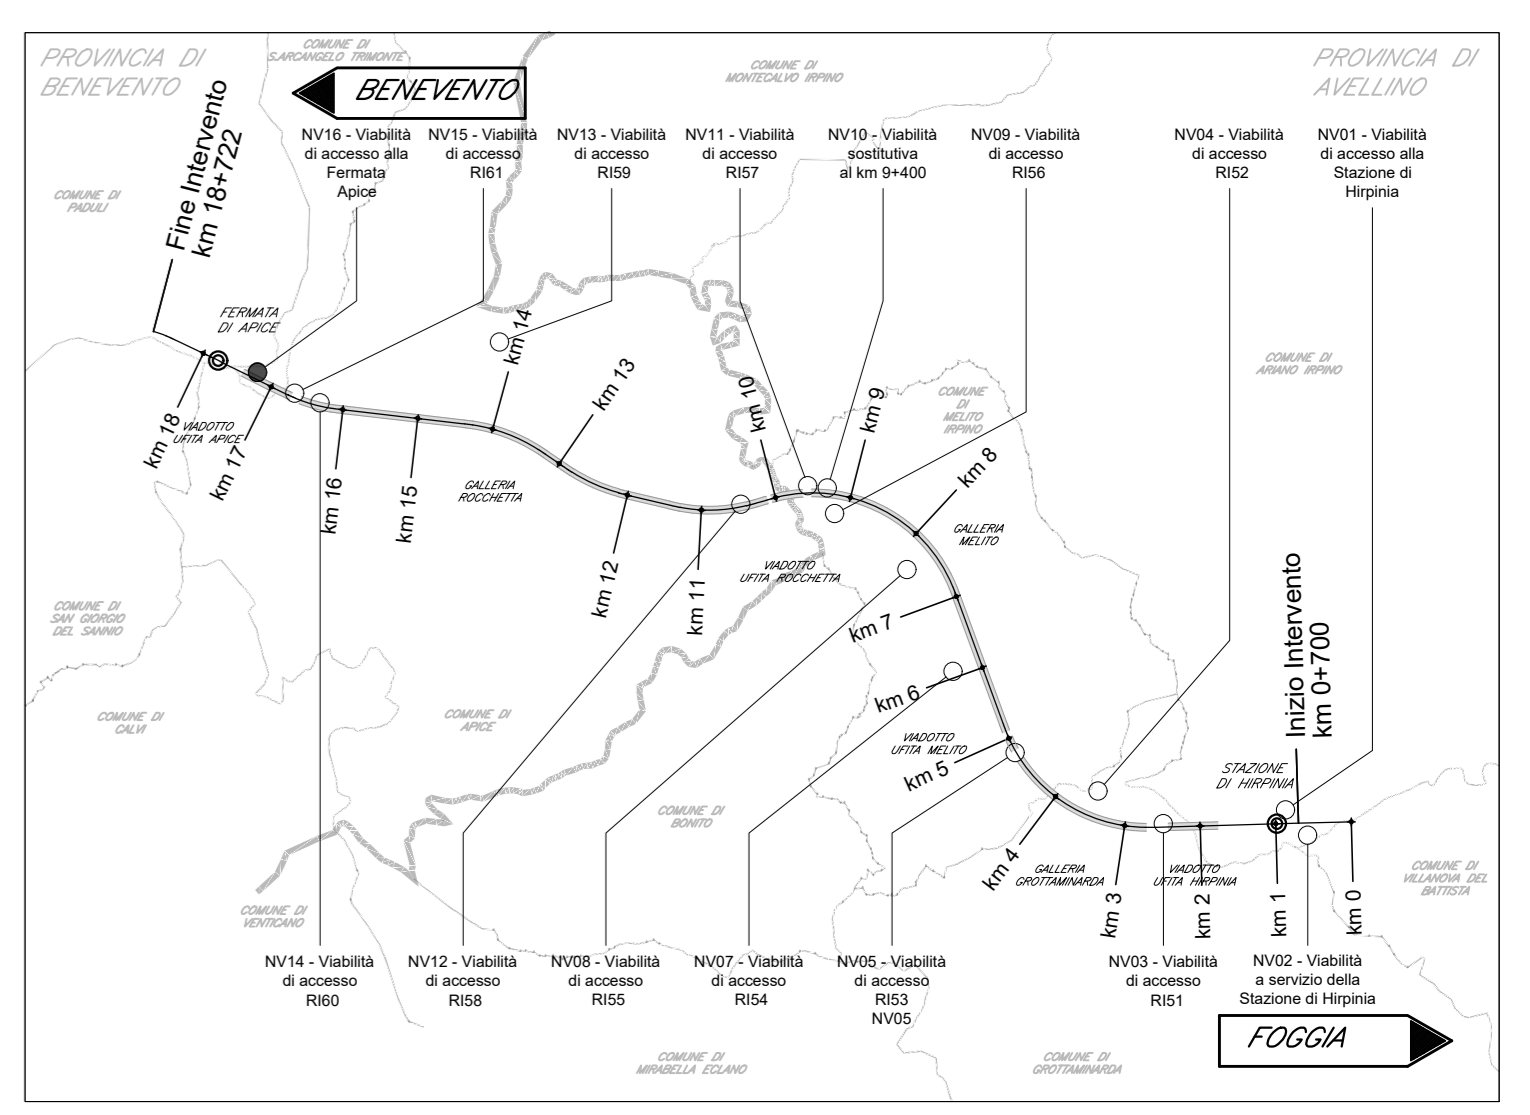 PROVINCIA DI
BENEVENTO
COMUNE DI
S.ARCANGELO TRIMONTE
BENEVENTO
COMUNE DI
MONTECALVO IRPINO
PROVINCIA DI
AVELLINO
NV16 - Viabilità
di accesso alla
Fermata
Apice
NV15 - Viabilità
di accesso
RI61
NV13 - Viabilità
di accesso
RI59
NV11 - Viabilità
di accesso
RI57
NV10 - Viabilità
sostitutiva
al km 9+400
NV09 - Viabilità
di accesso
RI56
NV04 - Viabilità
di accesso
RI52
NV01 - Viabilità
di accesso alla
Stazione di
Hirpinia
Fine Intervento
km 18+722
COMUNE DI
PADULI
FERMATA
DI APICE
COMUNE DI
ARIANO IRPINO
COMUNE
DI
MELITO
IRPINO
km 18
km 17
km 16
km 15
km 14
km 13
km 12
km 11
km 10
km 9
km 8
km 7
km 6
km 5
km 4
km 3
km 2
km 1
km 0
VIADOTTO
UFITA APICE
GALLERIA
ROCCHETTA
GALLERIA
MELITO
VIADOTTO
UFITA ROCCHETTA
Inizio Intervento
km 0+700
COMUNE DI
SAN GIORGIO
DEL SANNIO
COMUNE DI
CALVI
COMUNE DI
APICE
VIADOTTO
UFITA MELITO
STAZIONE
DI HIRPINIA
COMUNE DI
BONITO
GALLERIA
GROTTAMINARDA
VIADOTTO
UFITA HIRPINIA
COMUNE DI
VILLANOVA DEL
BATTISTA
COMUNE DI
VENTICANO
NV14 - Viabilità
di accesso
RI60
NV12 - Viabilità
di accesso
RI58
NV08 - Viabilità
di accesso
RI55
NV07 - Viabilità
di accesso
RI54
NV05 - Viabilità
di accesso
RI53
NV05
NV03 - Viabilità
di accesso
RI51
NV02 - Viabilità
a servizio della
Stazione di Hirpinia
FOGGIA
COMUNE DI
MIRABELLA ECLANO
COMUNE DI
GROTTAMINARDA